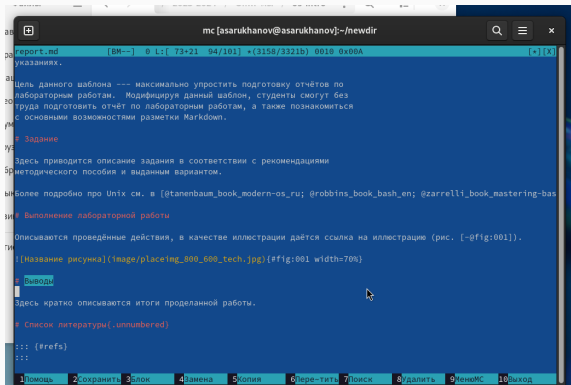 mc [asarukhanov@asarukhanov]:~/newdir
report.md [BM--] 0 L:[ 73+21 94/101] *(3158/3321b) 0010 0x00A [*][X]
указаниях.
Цель данного шаблона --- максимально упростить подготовку отчётов по
лабораторным работам. Модифицируя данный шаблон, студенты смогут без
труда подготовить отчёт по лабораторным работам, а также познакомиться
с основными возможностями разметки Markdown.
# Задание
Здесь приводится описание задания в соответствии с рекомендациями
методического пособия и выданным вариантом.
Более подробно про Unix см. в [@tanenbaum_book_modern-os_ru; @robbins_book_bash_en; @zarrelli_book_mastering-bas
# Выполнение лабораторной работы
Описываются проведённые действия, в качестве иллюстрации даётся ссылка на иллюстрацию (рис. [-@fig:001]).
![Название рисунка](image/placeimg_800_600_tech.jpg){#fig:001 width=70%}
# Выводы
Здесь кратко описываются итоги проделанной работы.
# Список литературы{.unnumbered}
::: {#refs}
:::
1Помощь 2Сохранить 3Блок 4Замена 5Копия 6Пере~тить 7Поиск 8Удалить 9МенюMC 10Выход